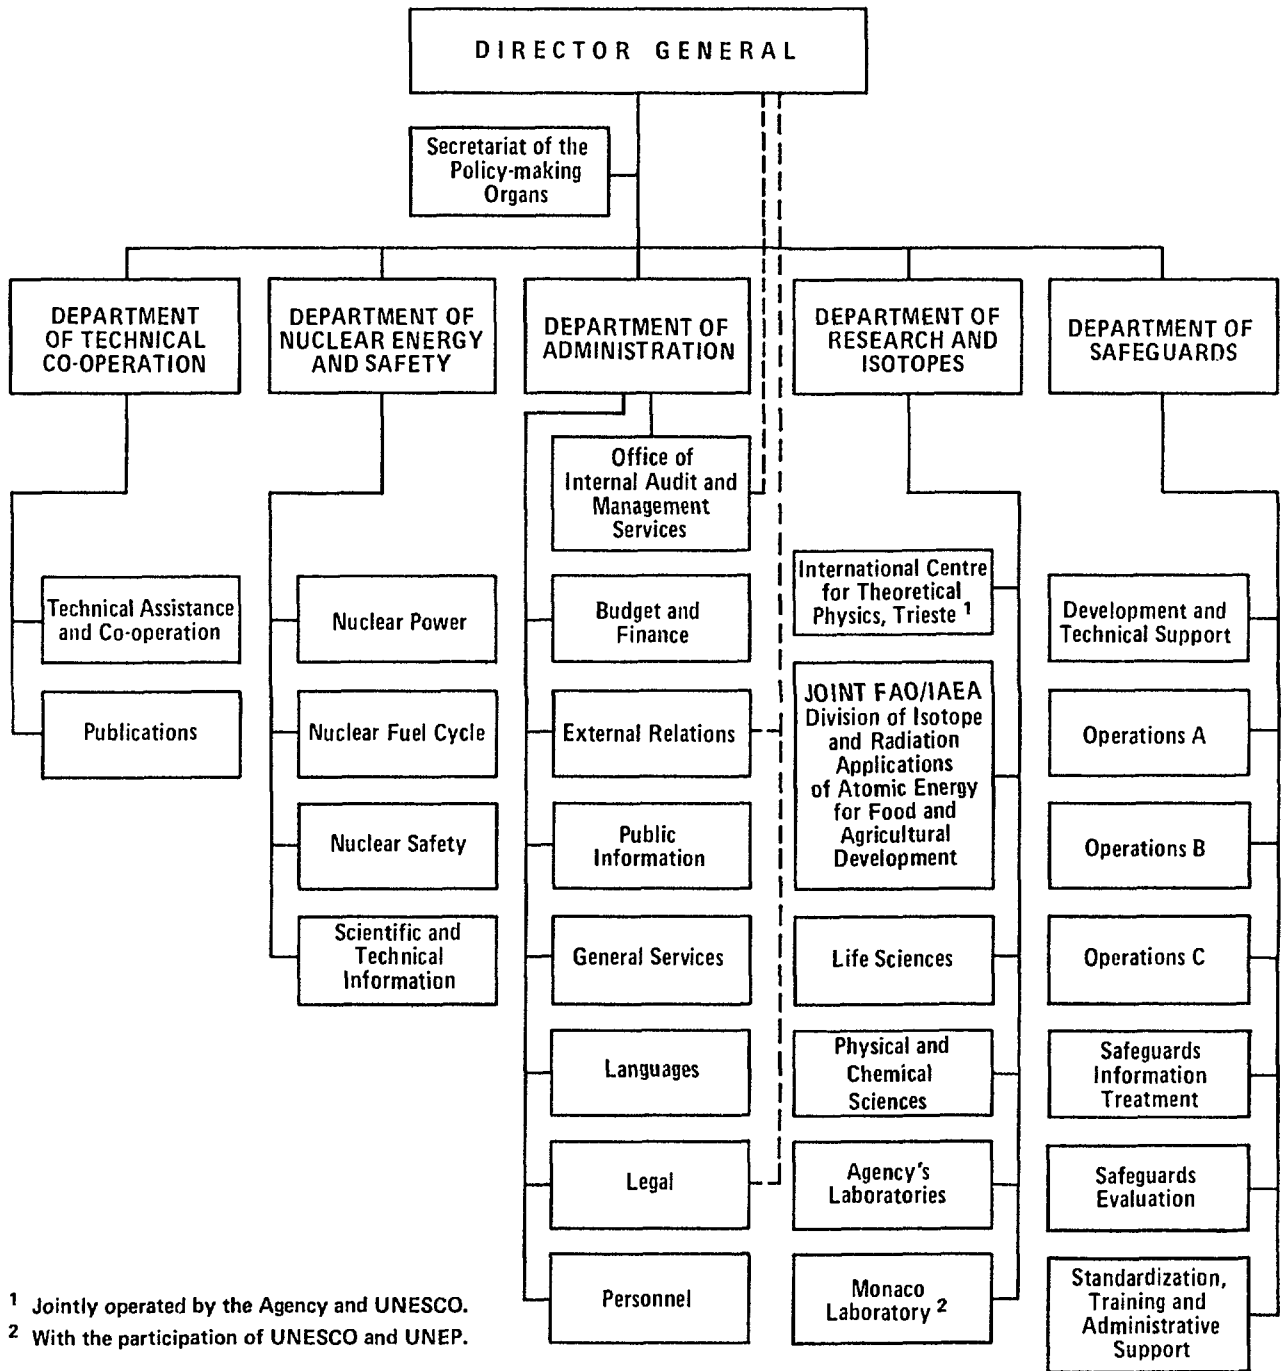 DIRECTOR GENERAL
Secretariat of the
Policy-making
Organs
DEPARTMENT
OF TECHNICAL
CO-OPERATION
DEPARTMENT OF
NUCLEAR ENERGY
AND SAFETY
DEPARTMENT OF
ADMINISTRATION
DEPARTMENT OF
RESEARCH AND
ISOTOPES
DEPARTMENT OF
SAFEGUARDS
Technical Assistance
and Co-operation
Publications
Nuclear Power
Nuclear Fuel Cycle
Nuclear Safety
Scientific and
Technical
Information
Office of
Internal Audit and
Management
Services
Budget and
Finance
External Relations
Public
Information
General Services
Languages
Legal
Personnel
International Centre
for Theoretical
Physics, Trieste 1
JOINT FAO/IAEA
Division of Isotope
and Radiation
Applications
of Atomic Energy
for Food and
Agricultural
Development
Life Sciences
Physical and
Chemical
Sciences
Agency's
Laboratories
Monaco
Laboratory 2
Development and
Technical Support
Operations A
Operations B
Operations C
Safeguards
Information
Treatment
Safeguards
Evaluation
Standardization,
Training and
Administrative
Support
1 Jointly operated by the Agency and UNESCO.
2 With the participation of UNESCO and UNEP.